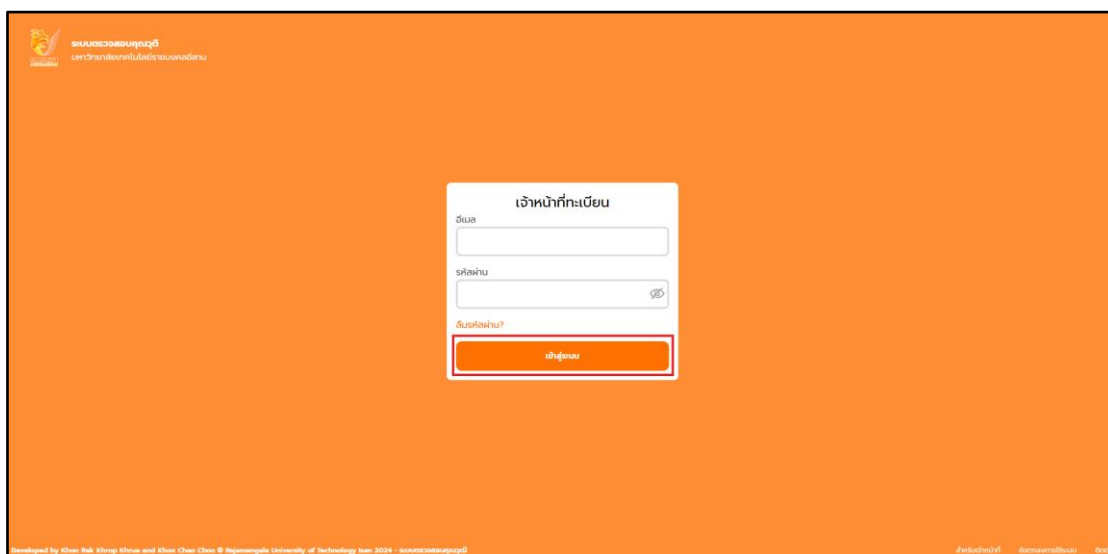 ระบบตรวจสอบคุณวุฒิ
มหาวิทยาลัยเทคโนโลยีราชมงคลอีสาน
เจ้าหน้าที่ทะเบียน
อีเมล
รหัสผ่าน
ลืมรหัสผ่าน?
เข้าสู่ระบบ
Developed by Khon Rak Khrop Khrua and Khon Chan Choo © Rajamangala University of Technology Isan 2024 - ระบบตรวจสอบคุณวุฒิ
สำหรับเจ้าหน้าที่ ข้อตกลงการใช้ระบบ